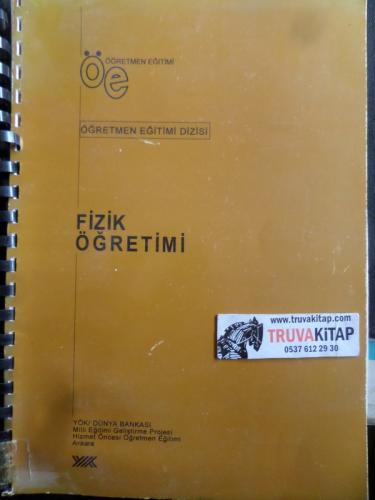 öe ÖĞRETMEN EĞİTİMİ
ÖĞRETMEN EĞİTİMİ DİZİSİ
FİZİK
ÖĞRETİMİ
www.truvakitap.com
TRUVAKİTAP
0537 612 29 30
YÖK/ DÜNYA BANKASI
Milli Eğitimi Geliştirme Projesi
Hizmet Öncesi Öğretmen Eğitimi
Ankara